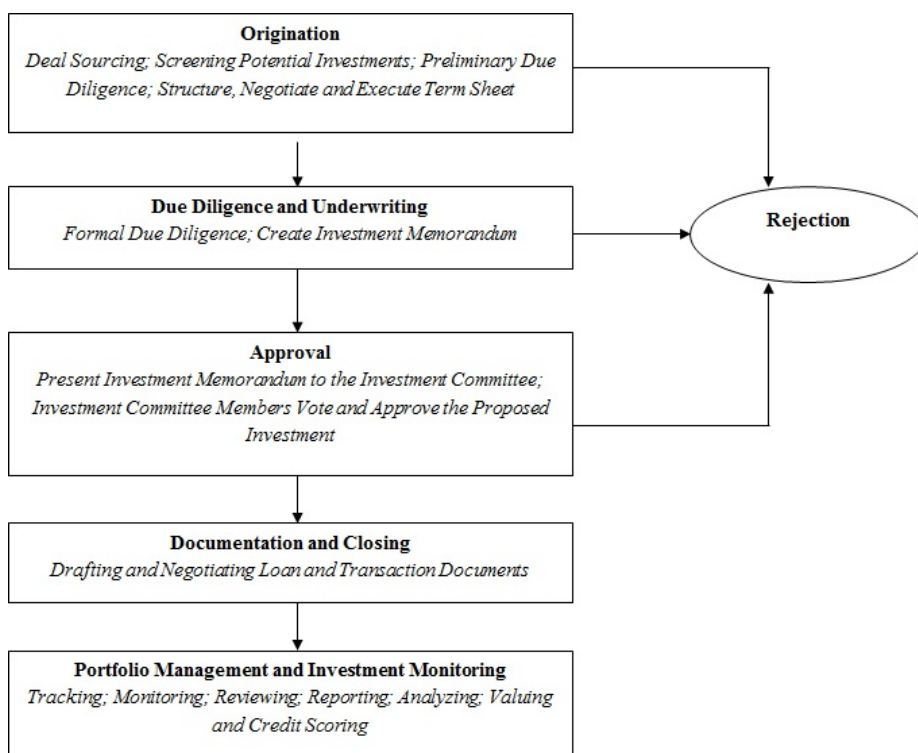 Origination
Deal Sourcing; Screening Potential Investments; Preliminary Due
Diligence; Structure, Negotiate and Execute Term Sheet
Due Diligence and Underwriting
Formal Due Diligence; Create Investment Memorandum
Rejection
Approval
Present Investment Memorandum to the Investment Committee;
Investment Committee Members Vote and Approve the Proposed
Investment
Documentation and Closing
Drafting and Negotiating Loan and Transaction Documents
Portfolio Management and Investment Monitoring
Tracking; Monitoring; Reviewing; Reporting; Analyzing; Valuing
and Credit Scoring